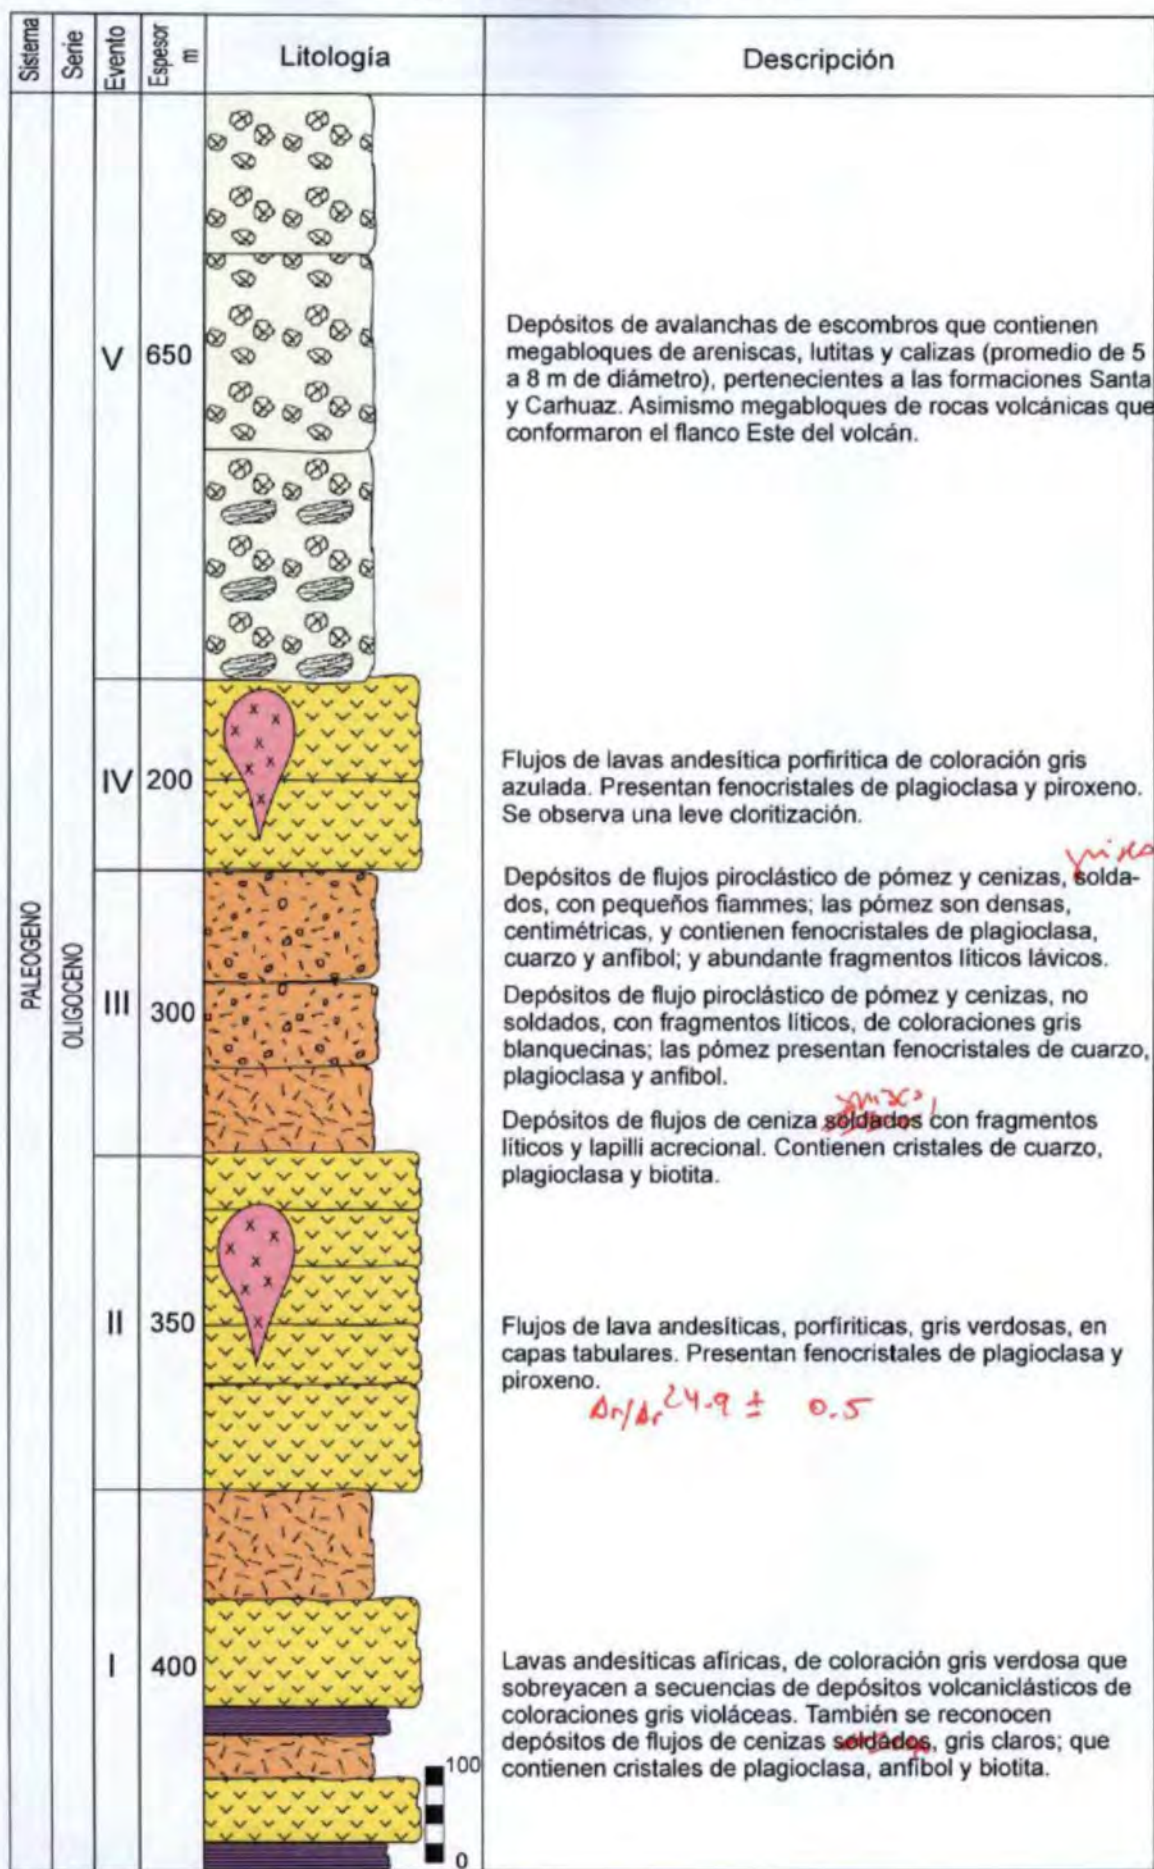 Sistema
Serie
Evento
Espesor
m
Litología
Descripción
PALEOGENO
OLIGOCENO
V
650
Depósitos de avalanchas de escombros que contienen
megabloques de areniscas, lutitas y calizas (promedio de 5
a 8 m de diámetro), pertenecientes a las formaciones Santa
y Carhuaz. Asimismo megabloques de rocas volcánicas que
conformaron el flanco Este del volcán.
IV
200
Flujos de lavas andesítica porfirítica de coloración gris
azulada. Presentan fenocristales de plagioclasa y piroxeno.
Se observa una leve cloritización.
III
300
Depósitos de flujos piroclástico de pómez y cenizas, solda-
dos, con pequeños fiammes; las pómez son densas,
centimétricas, y contienen fenocristales de plagioclasa,
cuarzo y anfibol; y abundante fragmentos líticos lávicos.
Depósitos de flujo piroclástico de pómez y cenizas, no
soldados, con fragmentos líticos, de coloraciones gris
blanquecinas; las pómez presentan fenocristales de cuarzo,
plagioclasa y anfibol.
Depósitos de flujos de ceniza soldados con fragmentos
líticos y lapilli acrecional. Contienen cristales de cuarzo,
plagioclasa y biotita.
II
350
Flujos de lava andesíticas, porfiríticas, gris verdosas, en
capas tabulares. Presentan fenocristales de plagioclasa y
piroxeno.
Ar/Ar 24.9 ± 0.5
I
400
Lavas andesíticas afíricas, de coloración gris verdosa que
sobreyacen a secuencias de depósitos volcaniclásticos de
coloraciones gris violáceas. También se reconocen
depósitos de flujos de cenizas soldados, gris claros; que
contienen cristales de plagioclasa, anfibol y biotita.
100
0